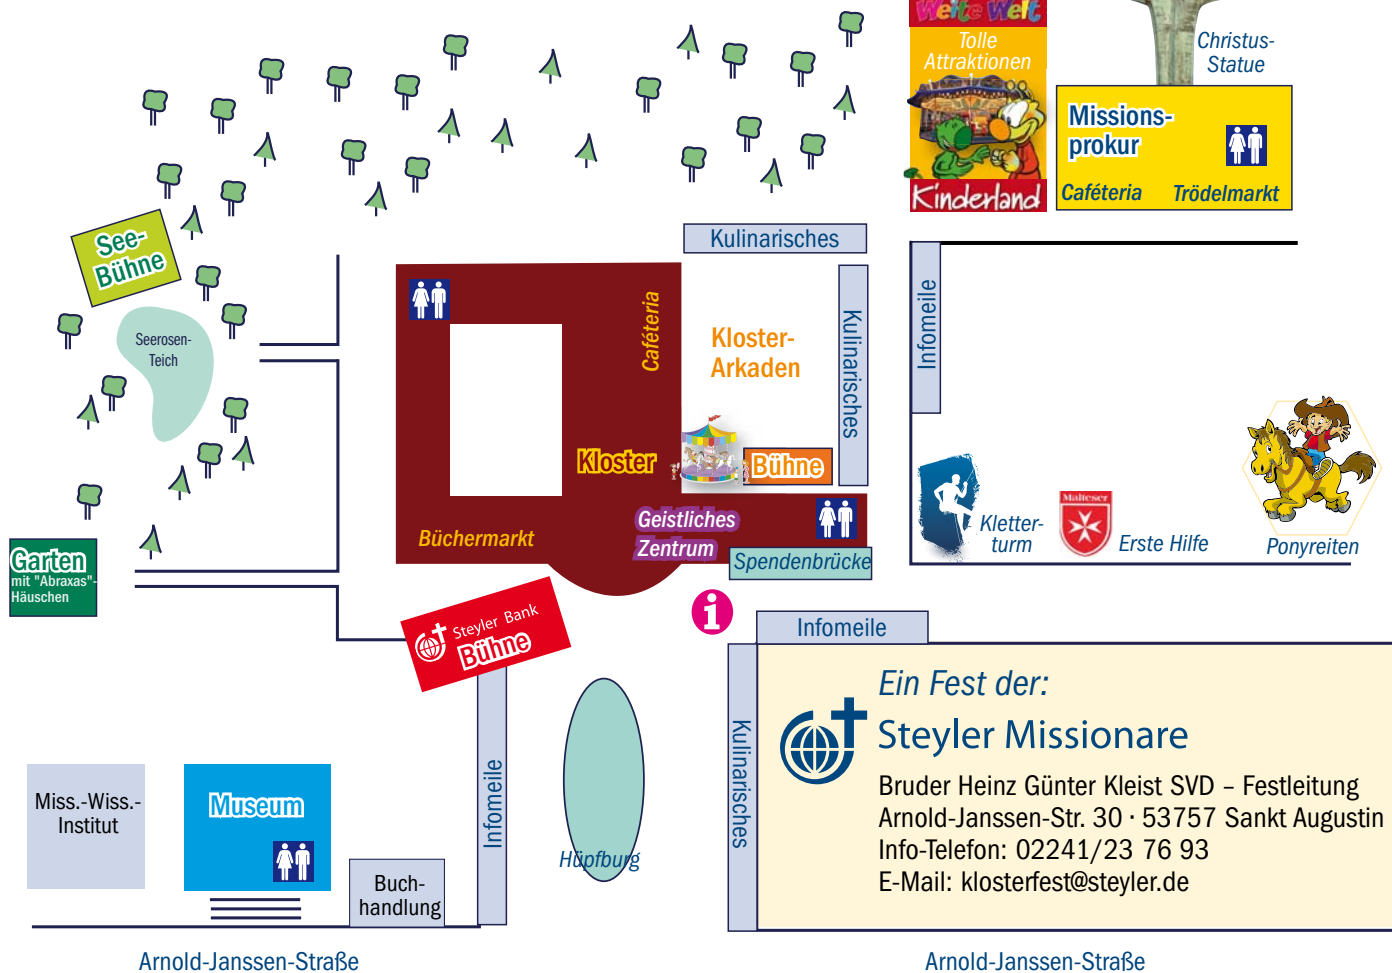 Weite Welt
Tolle
Attraktionen
Kinderland
Christus-
Statue
Missions-
prokur
Caféteria
Trödelmarkt
See-
Bühne
Seerosen-
Teich
Kulinarisches
Caféteria
Kloster-
Arkaden
Kulinarisches
Infomeile
Kloster
Bühne
Büchermarkt
Geistliches
Zentrum
Spendenbrücke
Kletter-
turm
Malteser
Erste Hilfe
Ponyreiten
Garten
mit "Abraxas"-
Häuschen
Steyler Bank
Bühne
i
Infomeile
Kulinarisches
Ein Fest der:
Steyler Missionare
Bruder Heinz Günter Kleist SVD – Festleitung
Arnold-Janssen-Str. 30 · 53757 Sankt Augustin
Info-Telefon: 02241/23 76 93
E-Mail: klosterfest@steyler.de
Miss.-Wiss.-
Institut
Museum
Infomeile
Hüpfburg
Buch-
handlung
Arnold-Janssen-Straße
Arnold-Janssen-Straße